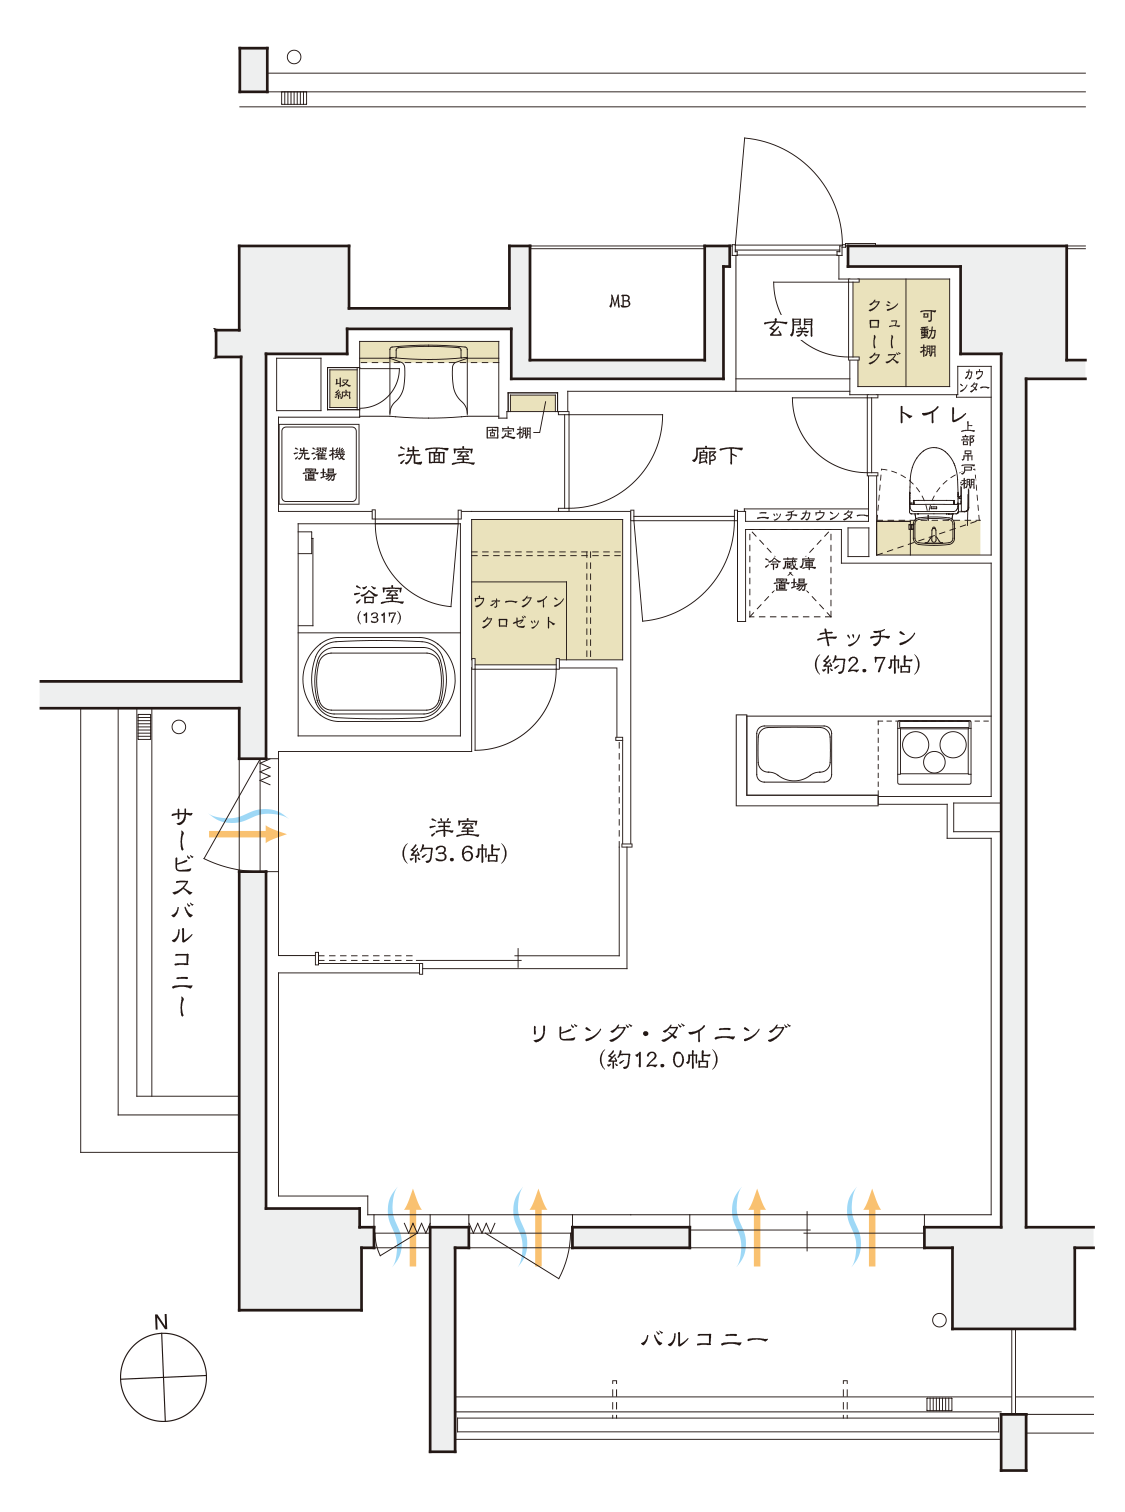 MB
玄関
シューズ
クローク
可動棚
カウ
ンター
トイレ
上部吊戸棚
収納
固定棚
洗濯機
置場
洗面室
廊下
ニッチカウンター
冷蔵庫
置場
浴室
(1317)
ウォークイン
クロゼット
キッチン
(約2.7帖)
洋室
(約3.6帖)
サービスバルコニー
リビング・ダイニング
(約12.0帖)
バルコニー
N